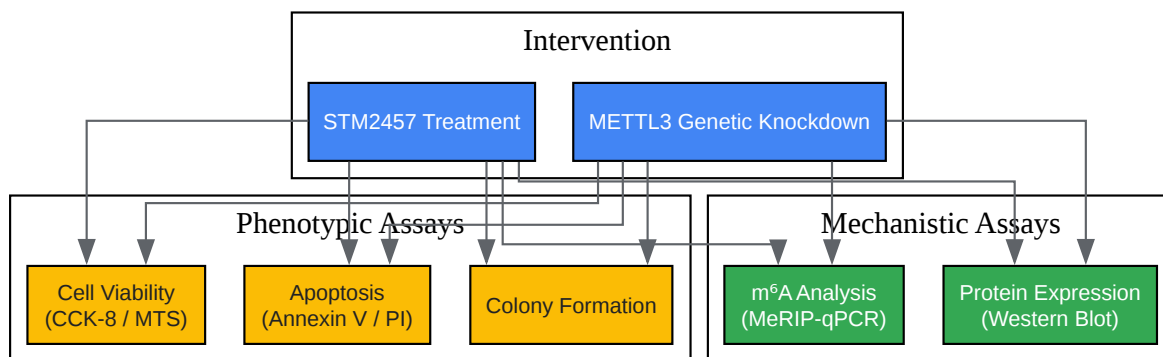 Intervention
STM2457 Treatment
METTL3 Genetic Knockdown
Phenotypic Assays
Mechanistic Assays
Cell Viability
(CCK-8 / MTS)
Apoptosis
(Annexin V / PI)
Colony Formation
m⁶A Analysis
(MeRIP-qPCR)
Protein Expression
(Western Blot)